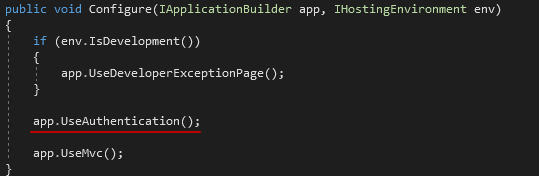 public void Configure(IApplicationBuilder app, IHostingEnvironment env)
{
    if (env.IsDevelopment())
    {
        app.UseDeveloperExceptionPage();
    }
    app.UseAuthentication();
    app.UseMvc();
}